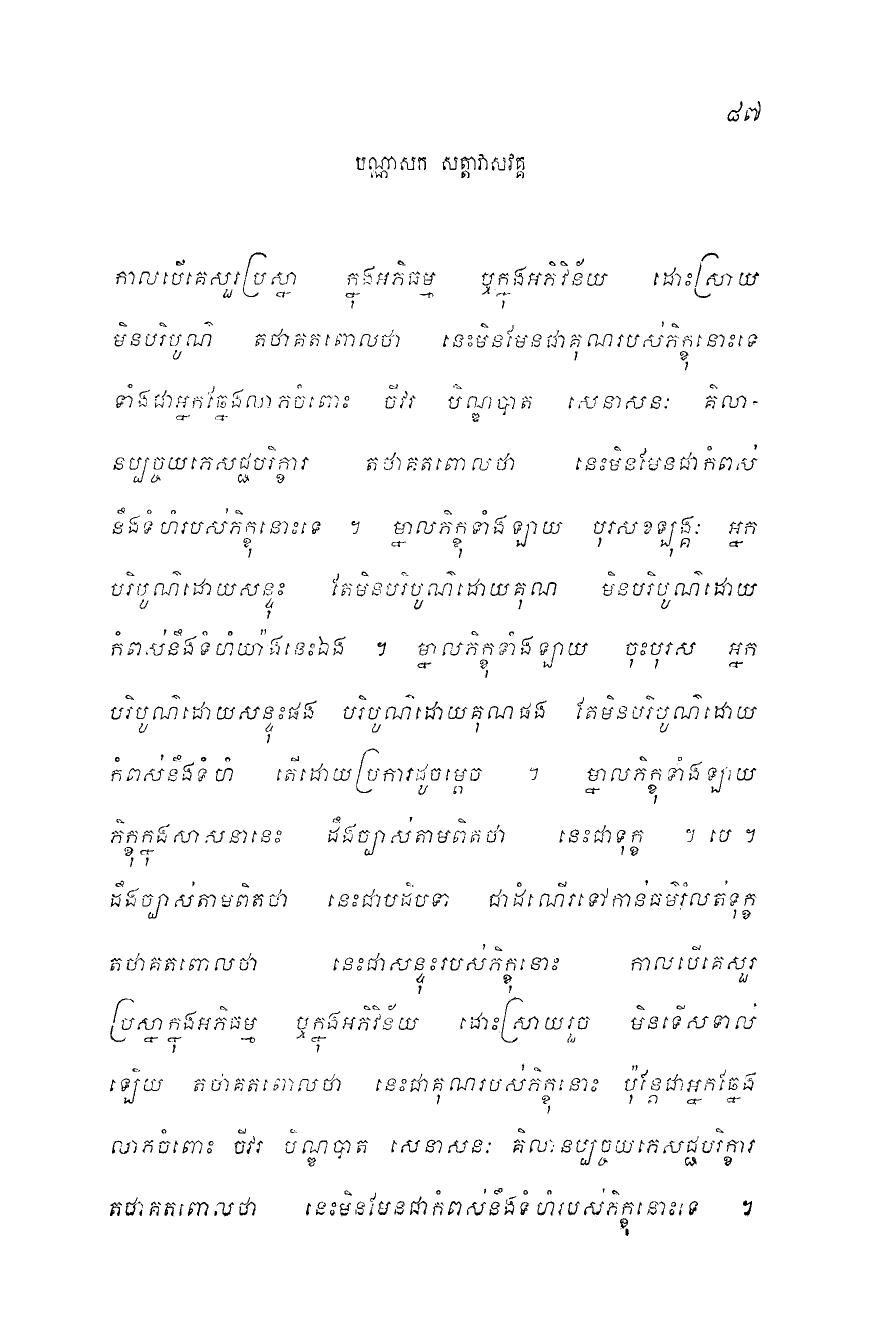 ៨៧
បណ្ណាសក សត្តាវាសវគ្គ
កាលបើគេសួរប្រស្នា ក្នុងអភិធម្ម ឬក្នុងអភិវិន័យ ដោះស្រាយ
មិនបរិបូណ៌ តថាគតពោលថា នេះមិនមែនជាគុណរបស់ភិក្ខុនោះទេ
ទាំងជាអ្នកឆ្នៃងលាភចំពោះ ចីវរ បិណ្ឌបាត សេនាសនៈ គិលា-
នប្បច្ចយភេសជ្ជបរិក្ខារ តថាគតពោលថា នេះមិនមែនជាកំពស់
នឹងទំហំរបស់ភិក្ខុនោះទេ ។ ម្នាលភិក្ខុទាំងឡាយ បុរសខឡុង្កៈ អ្នក
បរិបូណ៌ដោយសន្ទុះ តែមិនបរិបូណ៌ដោយគុណ មិនបរិបូណ៌ដោយ
កំពស់នឹងទំហំយ៉ាងនេះឯង ។ ម្នាលភិក្ខុទាំងឡាយ ចុះបុរស អ្នក
បរិបូណ៌ដោយសន្ទុះផង បរិបូណ៌ដោយគុណផង តែមិនបរិបូណ៌ដោយ
កំពស់នឹងទំហំ តើដោយប្រការដូចម្តេច ។ ម្នាលភិក្ខុទាំងឡាយ
ភិក្ខុក្នុងសាសនានេះ ដឹងច្បាស់តាមពិតថា នេះជាទុក្ខ ។ បេ ។
ដឹងច្បាស់តាមពិតថា នេះជាបដិបទា ជាដំណើរទៅកាន់ធម៌រំលត់ទុក្ខ
តថាគតពោលថា នេះជាសន្ទុះរបស់ភិក្ខុនោះ កាលបើគេសួរ
ប្រស្នាក្នុងអភិធម្ម ឬក្នុងអភិវិន័យ ដោះស្រាយរួច មិនទើសទាល់
ឡើយ តថាគតពោលថា នេះជាគុណរបស់ភិក្ខុនោះ ប៉ុន្តែជាអ្នកឆ្នៃង
លាភចំពោះ ចីវរ បិណ្ឌបាត សេនាសនៈ គិលានប្បច្ចយភេសជ្ជបរិក្ខារ
តថាគតពោលថា នេះមិនមែនជាកំពស់នឹងទំហំរបស់ភិក្ខុនោះទេ ។